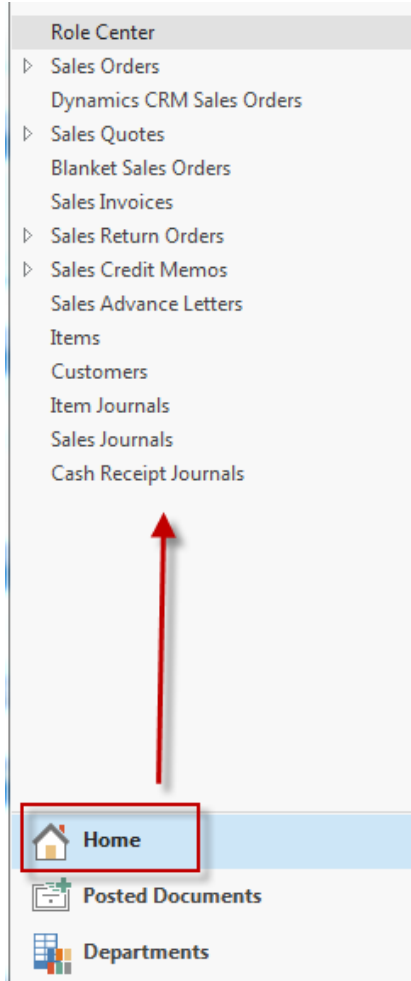 Role Center
Sales Orders
Dynamics CRM Sales Orders
Sales Quotes
Blanket Sales Orders
Sales Invoices
Sales Return Orders
Sales Credit Memos
Sales Advance Letters
Items
Customers
Item Journals
Sales Journals
Cash Receipt Journals
Home
Posted Documents
Departments